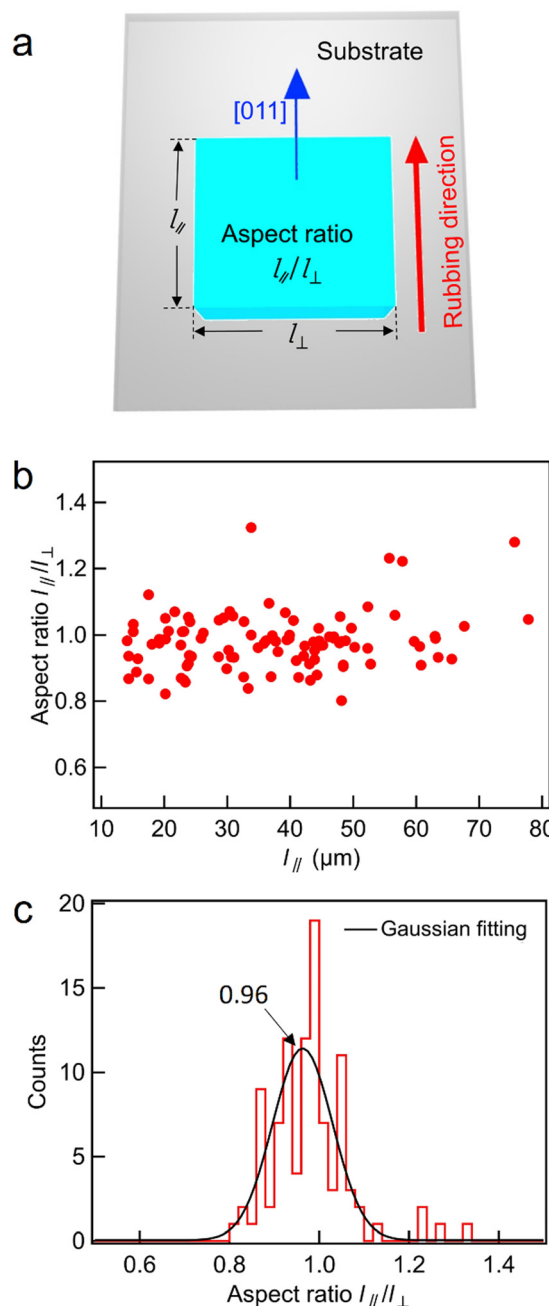 a
Substrate
[011]
l∥
Aspect ratio
l∥/l⊥
l⊥
Rubbing direction
b
1.4
1.2
1.0
0.8
0.6
Aspect ratio l∥/l⊥
10 20 30 40 50 60 70 80
l∥ (μm)
c
20
15
10
5
0
Counts
Gaussian fitting
0.96
0.6 0.8 1.0 1.2 1.4
Aspect ratio l∥/l⊥